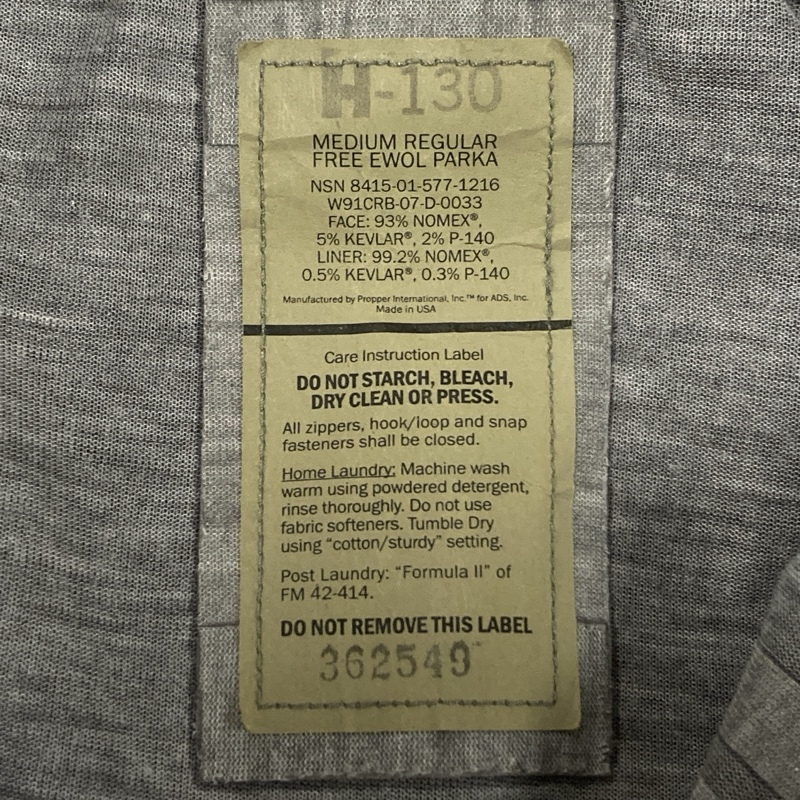 H-130
MEDIUM REGULAR
FREE EWOL PARKA
NSN 8415-01-577-1216
W91CRB-07-D-0033
FACE: 93% NOMEX®,
5% KEVLAR®, 2% P-140
LINER: 99.2% NOMEX®,
0.5% KEVLAR®, 0.3% P-140
Manufactured by Propper International, Inc.™ for ADS, Inc.
Made in USA
Care Instruction Label
DO NOT STARCH, BLEACH,
DRY CLEAN OR PRESS.
All zippers, hook/loop and snap
fasteners shall be closed.
Home Laundry: Machine wash
warm using powdered detergent,
rinse thoroughly. Do not use
fabric softeners. Tumble Dry
using "cotton/sturdy" setting.
Post Laundry: "Formula II" of
FM 42-414.
DO NOT REMOVE THIS LABEL
362549